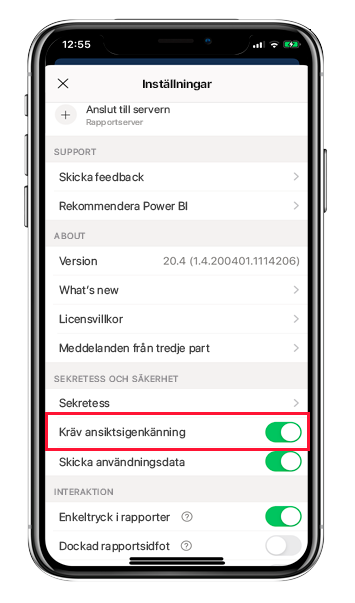 12:55
Inställningar
Anslut till servern
Rapportserver
SUPPORT
Skicka feedback
Rekommendera Power BI
ABOUT
Version 20.4 (1.4.200401.1114206)
What's new
Licensvillkor
Meddelanden från tredje part
SEKRETESS OCH SÄKERHET
Sekretess
Kräv ansiktsigenkänning
Skicka användningsdata
INTERAKTION
Enkeltryck i rapporter
Dockad rapportsidfot